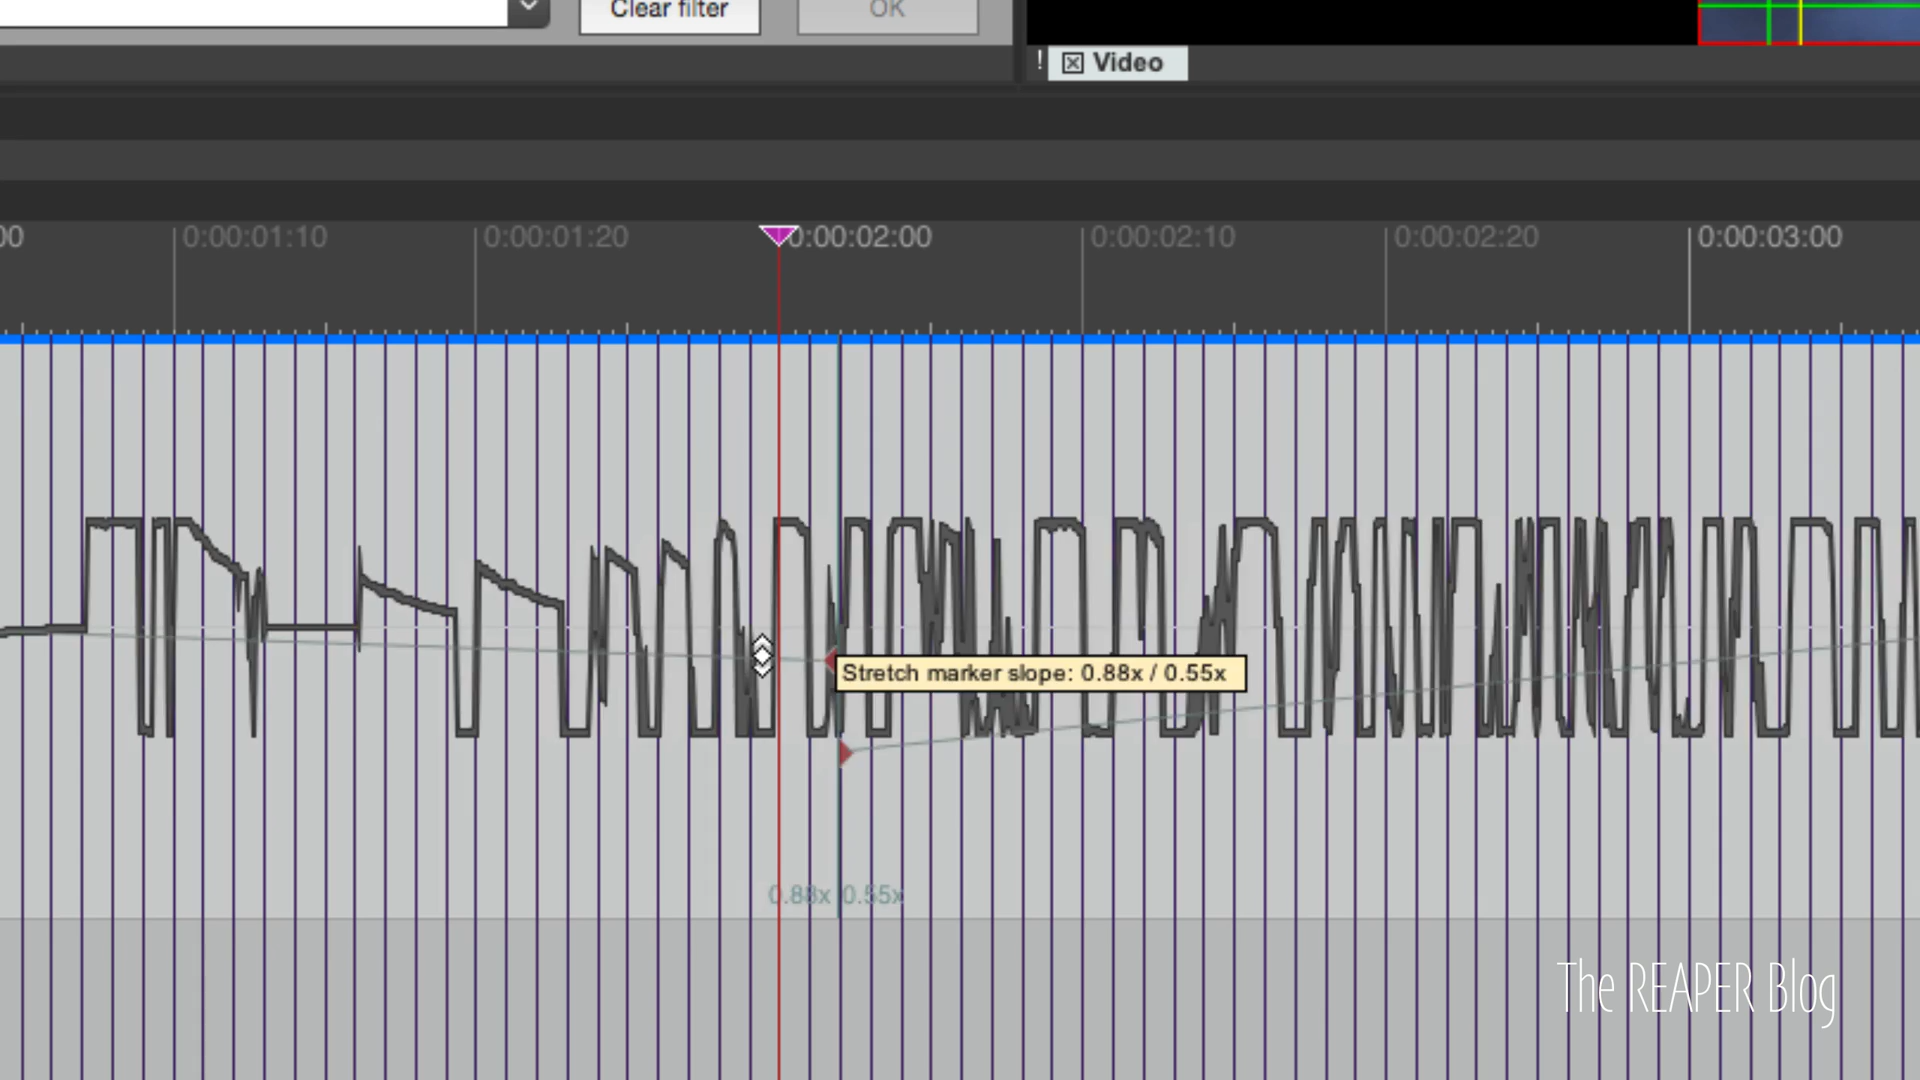 Clear filter
OK
! Video
00
0:00:01:10
0:00:01:20
0:00:02:00
0:00:02:10
0:00:02:20
0:00:03:00
Stretch marker slope: 0.88x / 0.55x
0.88x 0.55x
The REAPER Blog